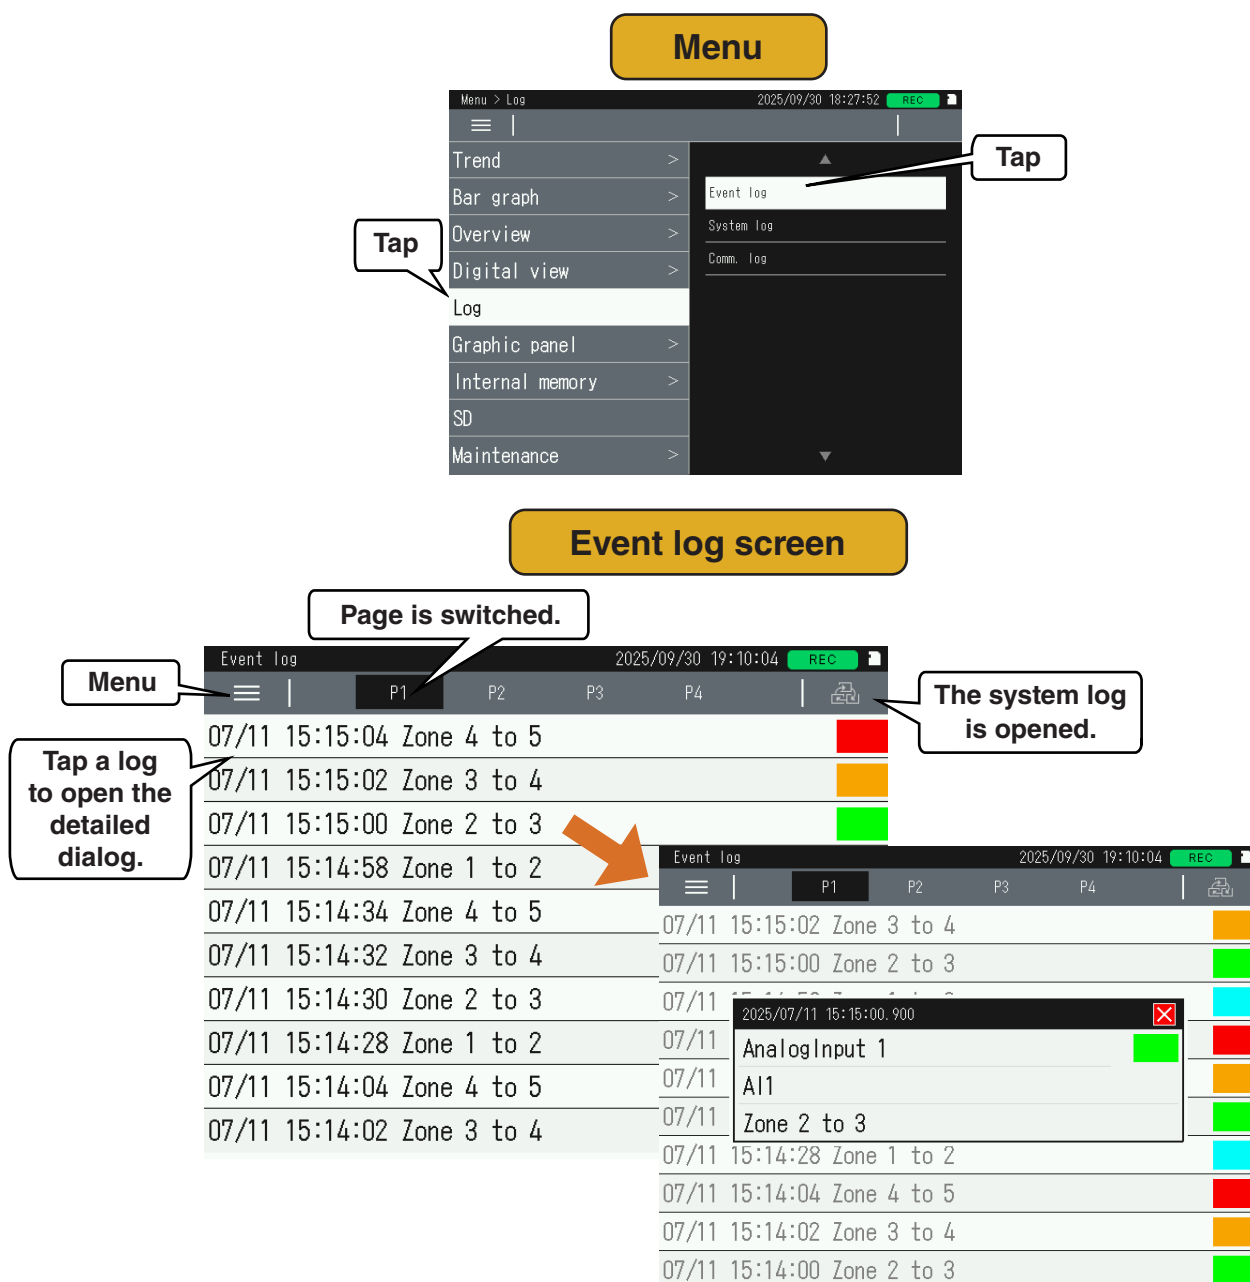 Menu
Menu > Log 2025/09/30 18:27:52 REC
Trend >
Bar graph >
Overview >
Digital view >
Log
Graphic panel >
Internal memory >
SD
Maintenance >
Event log
System log
Comm. log
Tap
Tap
Event log screen
Page is switched.
Menu
Tap a log
to open the
detailed
dialog.
The system log
is opened.
Event log 2025/09/30 19:10:04 REC
P1 P2 P3 P4
07/11 15:15:04 Zone 4 to 5
07/11 15:15:02 Zone 3 to 4
07/11 15:15:00 Zone 2 to 3
07/11 15:14:58 Zone 1 to 2
07/11 15:14:34 Zone 4 to 5
07/11 15:14:32 Zone 3 to 4
07/11 15:14:30 Zone 2 to 3
07/11 15:14:28 Zone 1 to 2
07/11 15:14:04 Zone 4 to 5
07/11 15:14:02 Zone 3 to 4
Event log 2025/09/30 19:10:04 REC
P1 P2 P3 P4
07/11 15:15:02 Zone 3 to 4
07/11 15:15:00 Zone 2 to 3
07/11
07/11
07/11
07/11
2025/07/11 15:15:00.900
AnalogInput 1
AI1
Zone 2 to 3
07/11 15:14:28 Zone 1 to 2
07/11 15:14:04 Zone 4 to 5
07/11 15:14:02 Zone 3 to 4
07/11 15:14:00 Zone 2 to 3